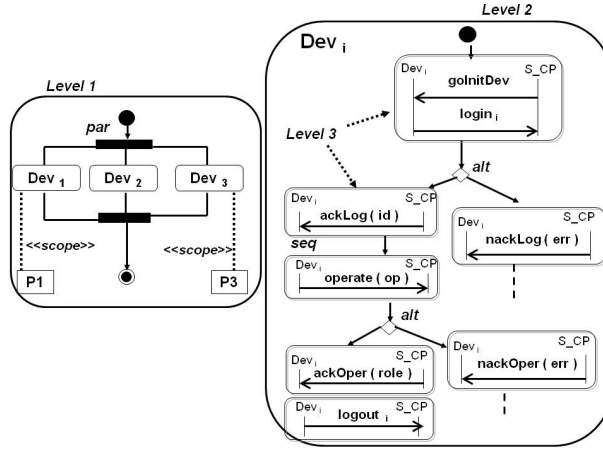 Level 1
par
Dev 1
Dev 2
Dev 3
<<scope>>
<<scope>>
P1
P3
Level 2
Dev i
Dev i
S_CP
goInitDev
login i
Level 3
alt
Dev i
S_CP
ackLog ( id )
Dev i
S_CP
nackLog ( err )
seq
Dev i
S_CP
operate ( op )
alt
Dev i
S_CP
ackOper ( role )
Dev i
S_CP
nackOper ( err )
Dev i
S_CP
logout i